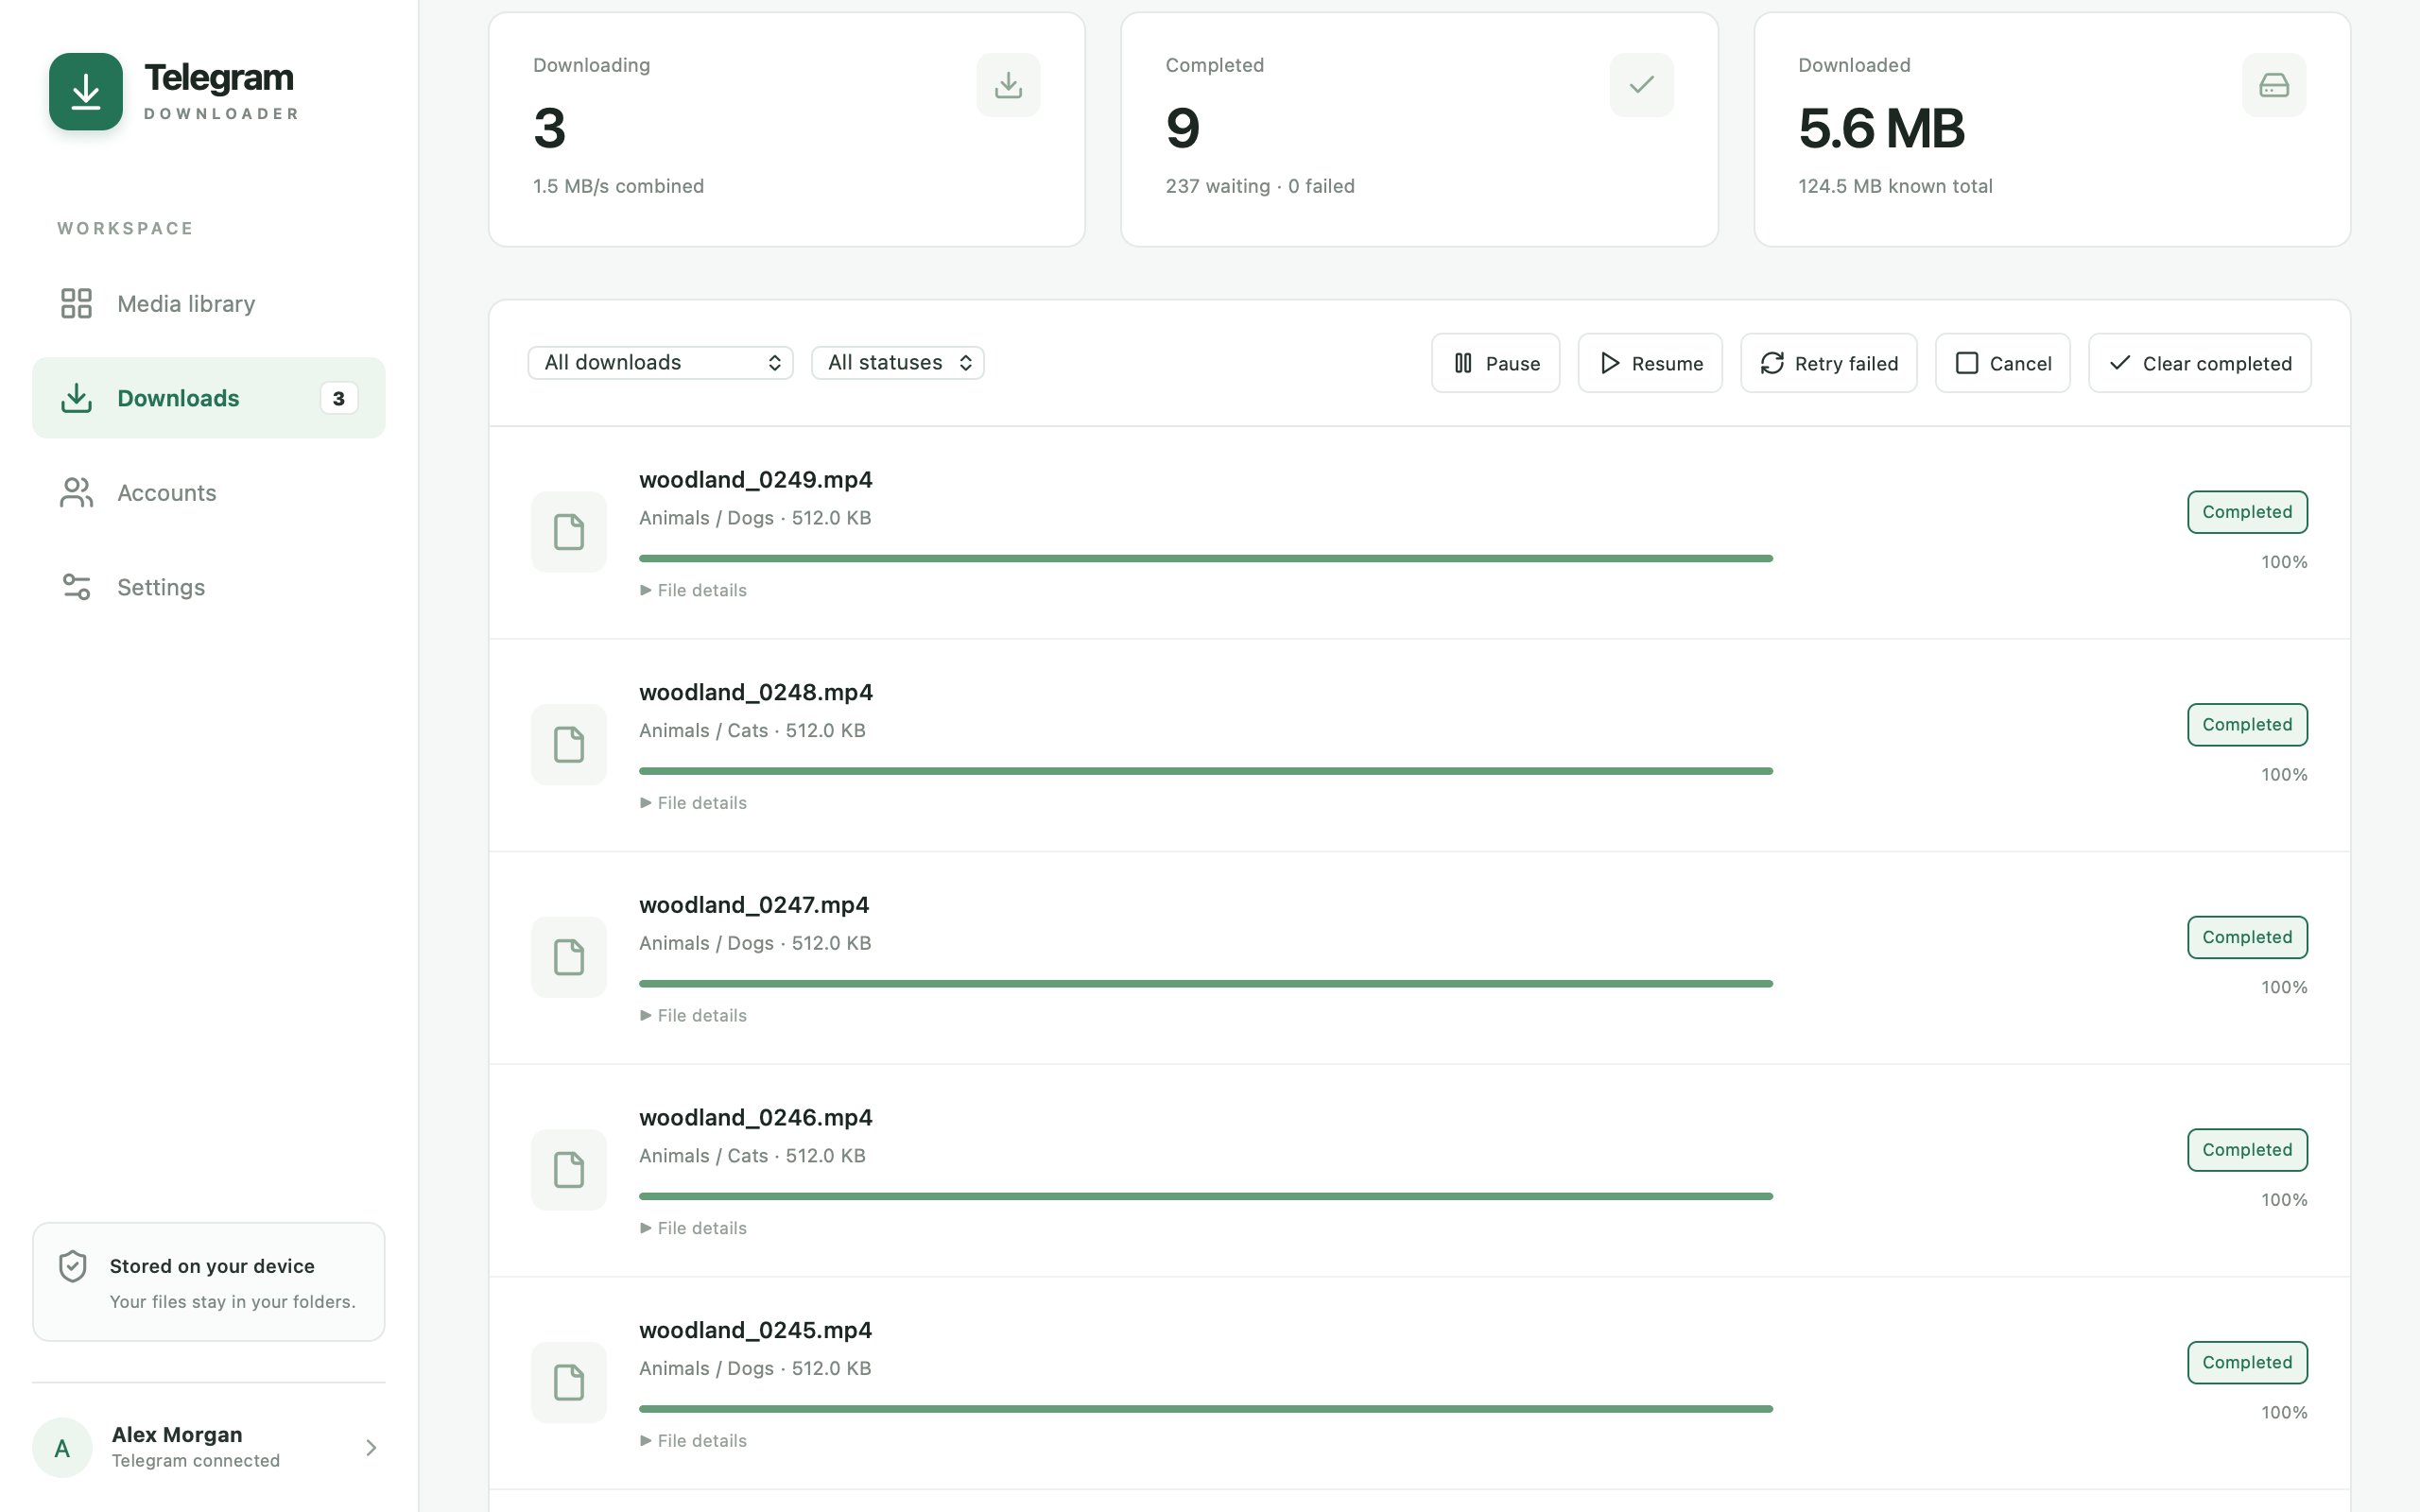 Telegram
DOWNLOADER
WORKSPACE
Media library
Downloads 3
Accounts
Settings
Stored on your device
Your files stay in your folders.
A
Alex Morgan
Telegram connected
Downloading
3
1.5 MB/s combined
Completed
9
237 waiting · 0 failed
Downloaded
5.6 MB
124.5 MB known total
All downloads All statuses Pause Resume Retry failed Cancel Clear completed
woodland_0249.mp4
Animals / Dogs · 512.0 KB
File details
Completed
100%
woodland_0248.mp4
Animals / Cats · 512.0 KB
File details
Completed
100%
woodland_0247.mp4
Animals / Dogs · 512.0 KB
File details
Completed
100%
woodland_0246.mp4
Animals / Cats · 512.0 KB
File details
Completed
100%
woodland_0245.mp4
Animals / Dogs · 512.0 KB
File details
Completed
100%